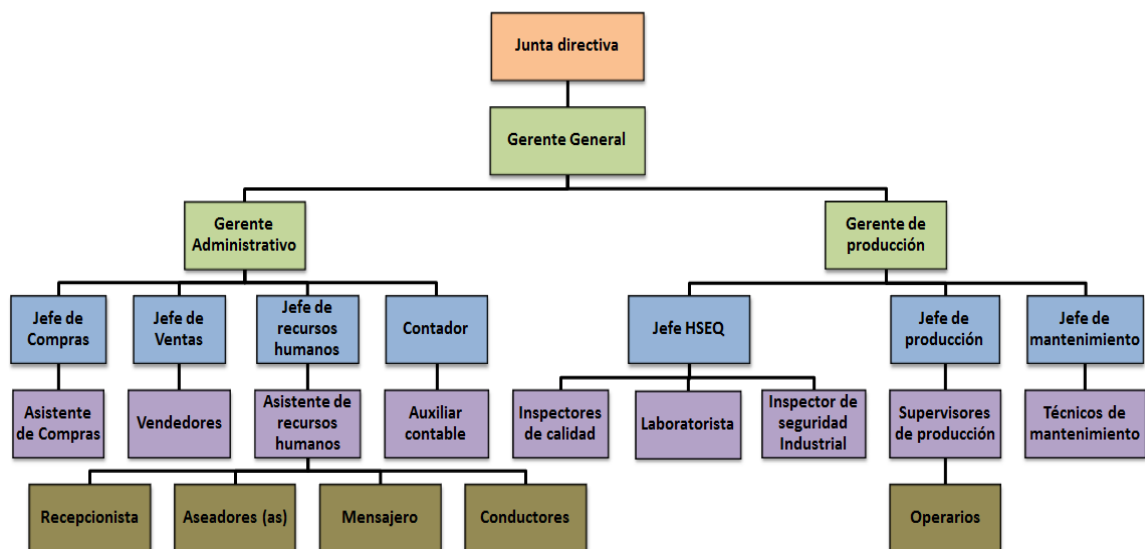 Junta directiva
Gerente General
Gerente
Administrativo
Gerente de
producción
Jefe de
Compras
Jefe de
Ventas
Jefe de
recursos
humanos
Contador
Jefe HSEQ
Jefe de
producción
Jefe de
mantenimiento
Asistente
de Compras
Vendedores
Asistente de
recursos
humanos
Auxiliar
contable
Inspectores
de calidad
Laboratorista
Inspector de
seguridad
Industrial
Supervisores
de producción
Técnicos de
mantenimiento
Recepcionista
Aseadores (as)
Mensajero
Conductores
Operarios